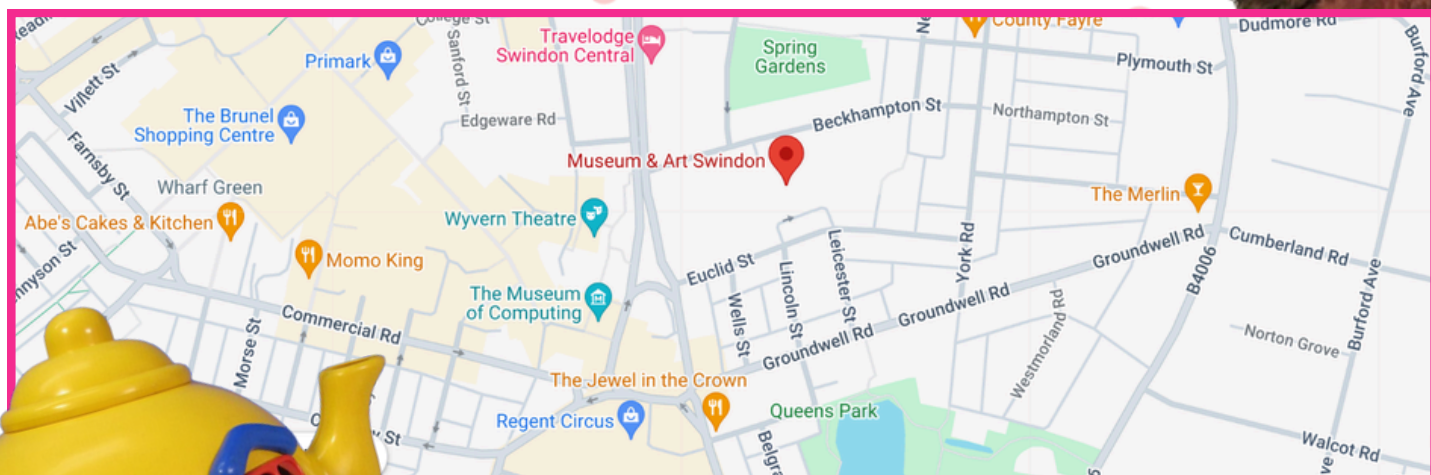 College St
County Fayre
Dudmore Rd
Travelodge
Swindon Central
Primark
Sanford St
Spring
Gardens
Plymouth St
Burford Ave
Villett St
The Brunel
Shopping Centre
Edgeware Rd
Beckhampton St
Northampton St
Farnsby St
Museum & Art Swindon
Wharf Green
The Merlin
Abe's Cakes & Kitchen
Wyvern Theatre
Momo King
Euclid St
Leicester St
York Rd
Groundwell Rd
Cumberland Rd
B4006
The Museum
of Computing
Wells St
Lincoln St
Groundwell Rd
Burford Ave
Commercial Rd
Morse St
Groundwell Rd
Westmorland Rd
Norton Grove
The Jewel in the Crown
Regent Circus
Queens Park
Walcot Rd